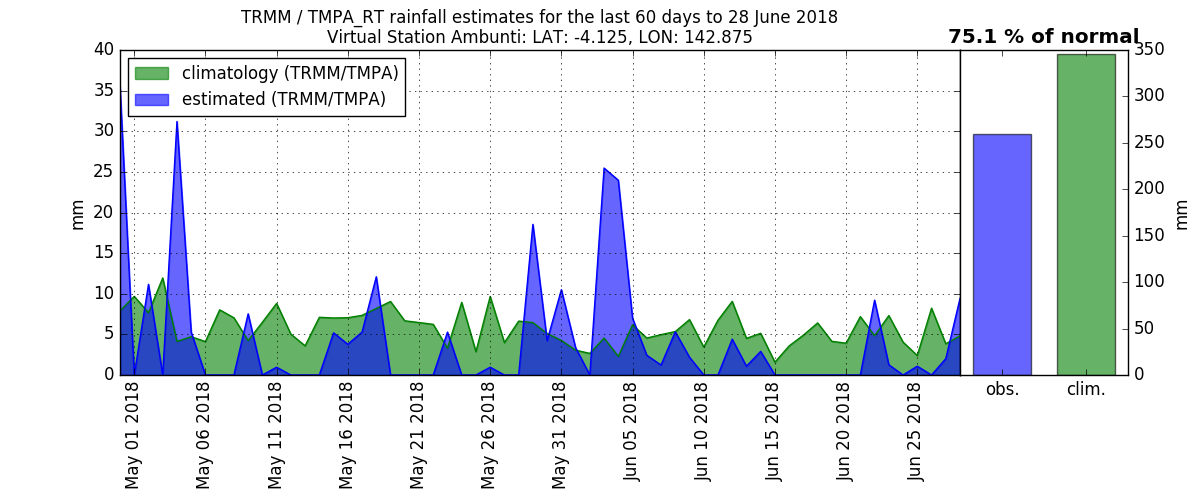 TRMM / TMPA_RT rainfall estimates for the last 60 days to 28 June 2018
Virtual Station Ambunti: LAT: -4.125, LON: 142.875
75.1 % of normal
climatology (TRMM/TMPA)
estimated (TRMM/TMPA)
mm
40
35
30
25
20
15
10
5
0
May 01 2018
May 06 2018
May 11 2018
May 16 2018
May 21 2018
May 26 2018
May 31 2018
Jun 05 2018
Jun 10 2018
Jun 15 2018
Jun 20 2018
Jun 25 2018
350
300
250
200
150
100
50
0
mm
obs.
clim.